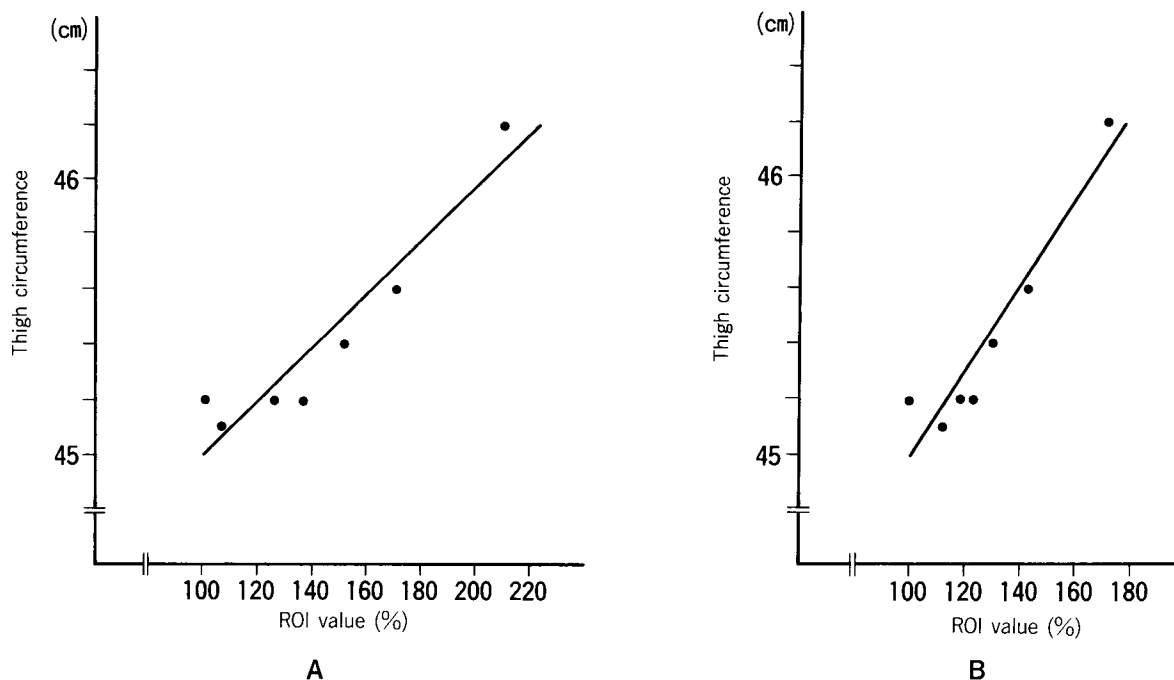 (cm)
46
45
Thigh circumference
100 120 140 160 180 200 220
ROI value (%)
A
(cm)
46
45
Thigh circumference
100 120 140 160 180
ROI value (%)
B